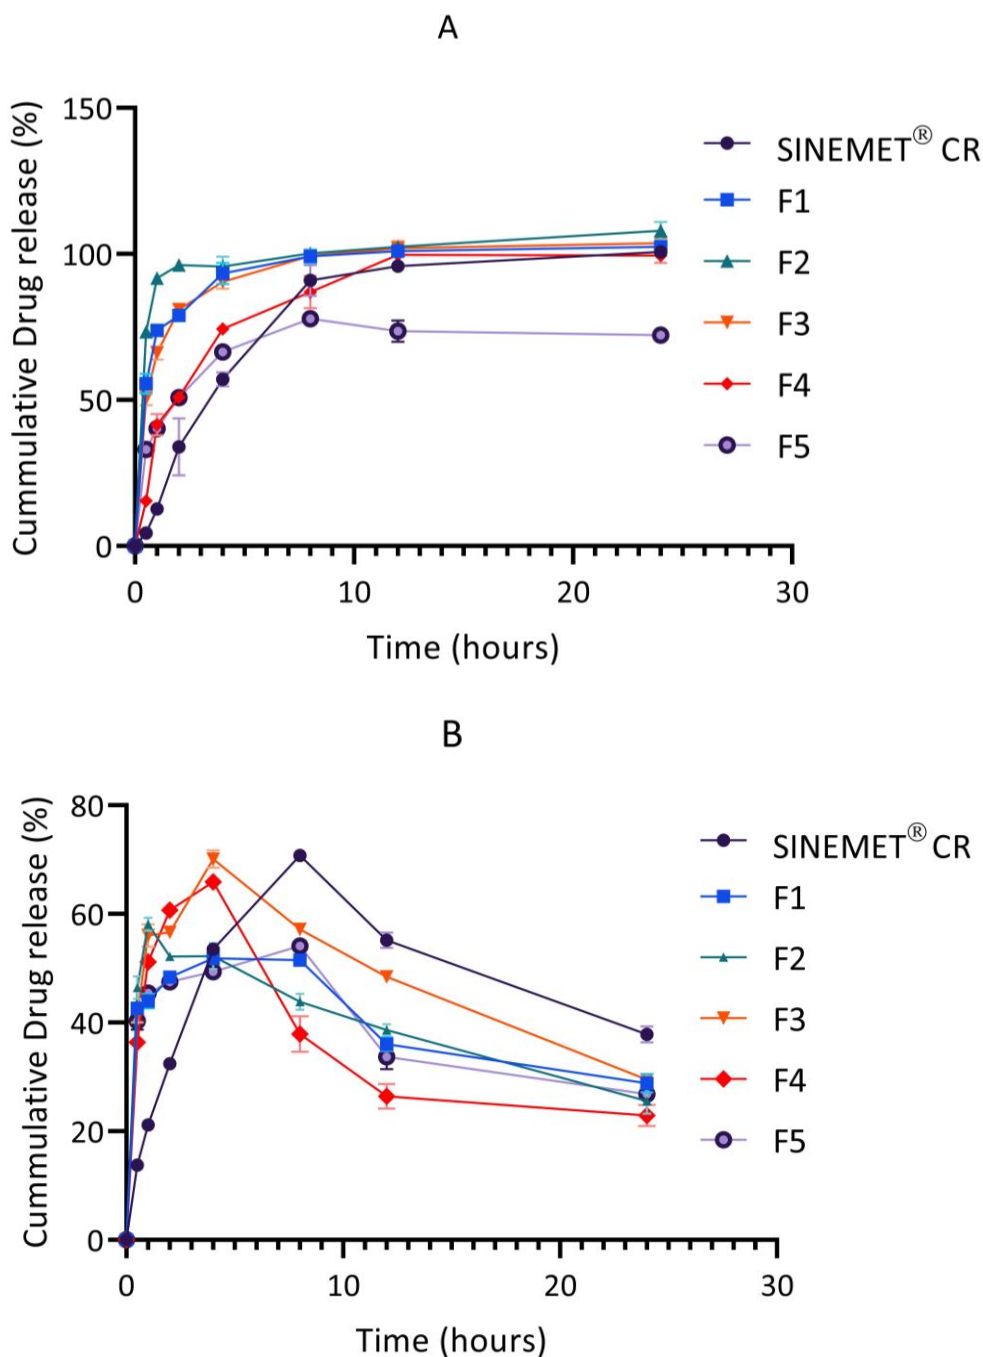 A
Cummulative Drug release (%)
150
100
50
0
0 10 20 30
Time (hours)
SINEMET® CR
F1
F2
F3
F4
F5
B
Cummulative Drug release (%)
80
60
40
20
0
0 10 20 30
Time (hours)
SINEMET® CR
F1
F2
F3
F4
F5